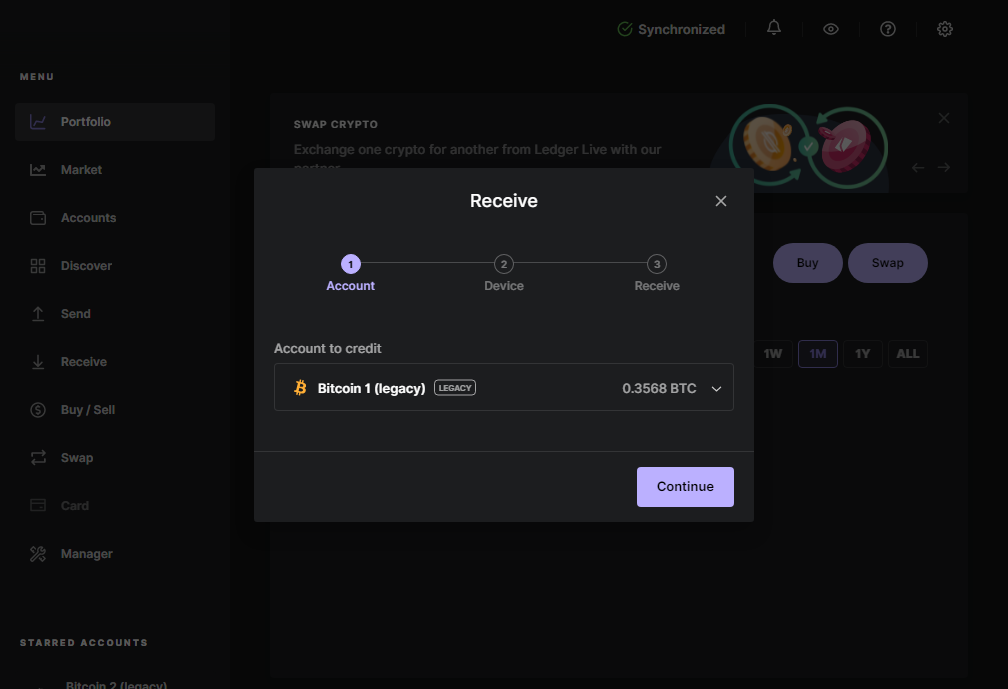 Synchronized
MENU
Portfolio
Market
Accounts
Discover
Send
Receive
Buy / Sell
Swap
Card
Manager
STARRED ACCOUNTS
Bitcoin 2 (legacy)
SWAP CRYPTO
Exchange one crypto for another from Ledger Live with our
partner
Buy
Swap
1W
1M
1Y
ALL
Receive
1
2
3
Account
Device
Receive
Account to credit
Bitcoin 1 (legacy) LEGACY 0.3568 BTC
Continue